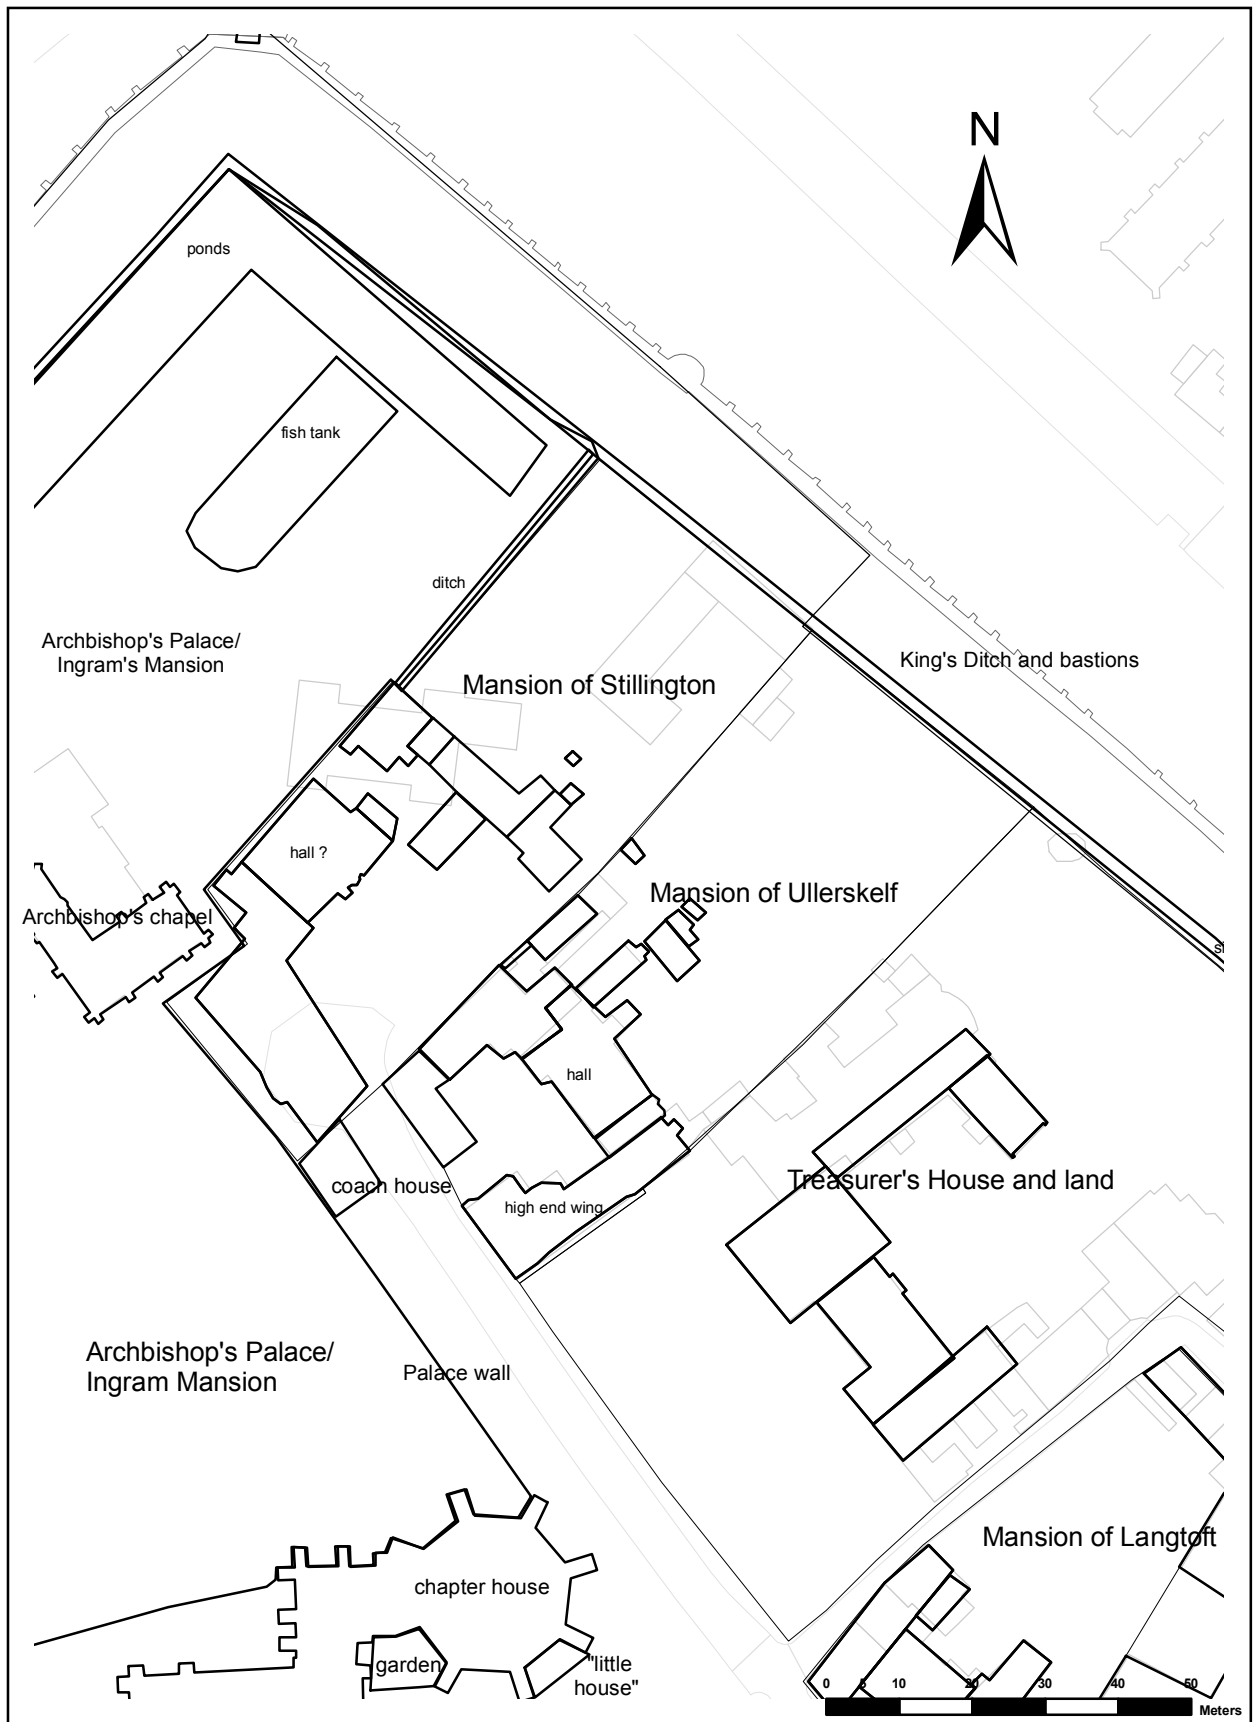 N
ponds
fish tank
ditch
Archbishop's Palace/
Ingram's Mansion
King's Ditch and bastions
Mansion of Stillington
hall ?
Mansion of Ullerskelf
Archbishop's chapel
hall
coach house
Treasurer's House and land
high end wing
Archbishop's Palace/
Ingram Mansion
Palace wall
Mansion of Langtoft
chapter house
garden
"little
house"
0 5 10 20 30 40 50
Meters